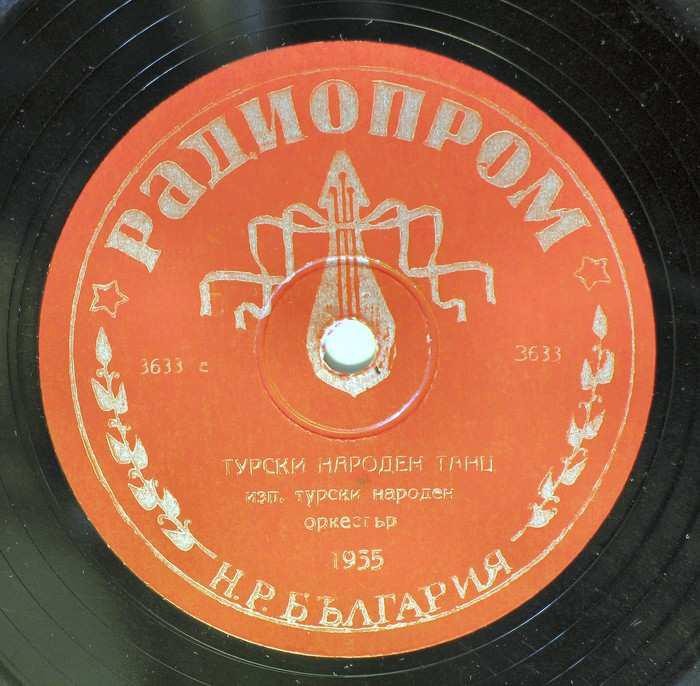 РАДИОПРОМ
3633 с
3633
ТУРСКИ НАРОДЕН ТАНЦ
изп. турски народен
оркестър
1955
Н.Р. БЪЛГАРИЯ